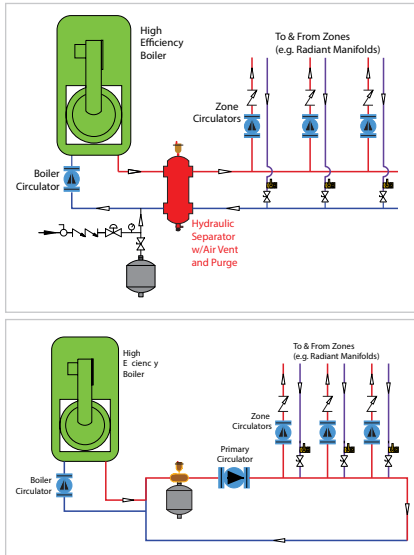 High
Efficiency
Boiler
To & From Zones
(e.g. Radiant Manifolds)
Zone
Circulators
Boiler
Circulator
Hydraulic
Separator
w/Air Vent
and Purge
High
E ciency
Boiler
To & From Zones
(e.g. Radiant Manifolds)
Zone
Circulators
Primary
Circulator
Boiler
Circulator